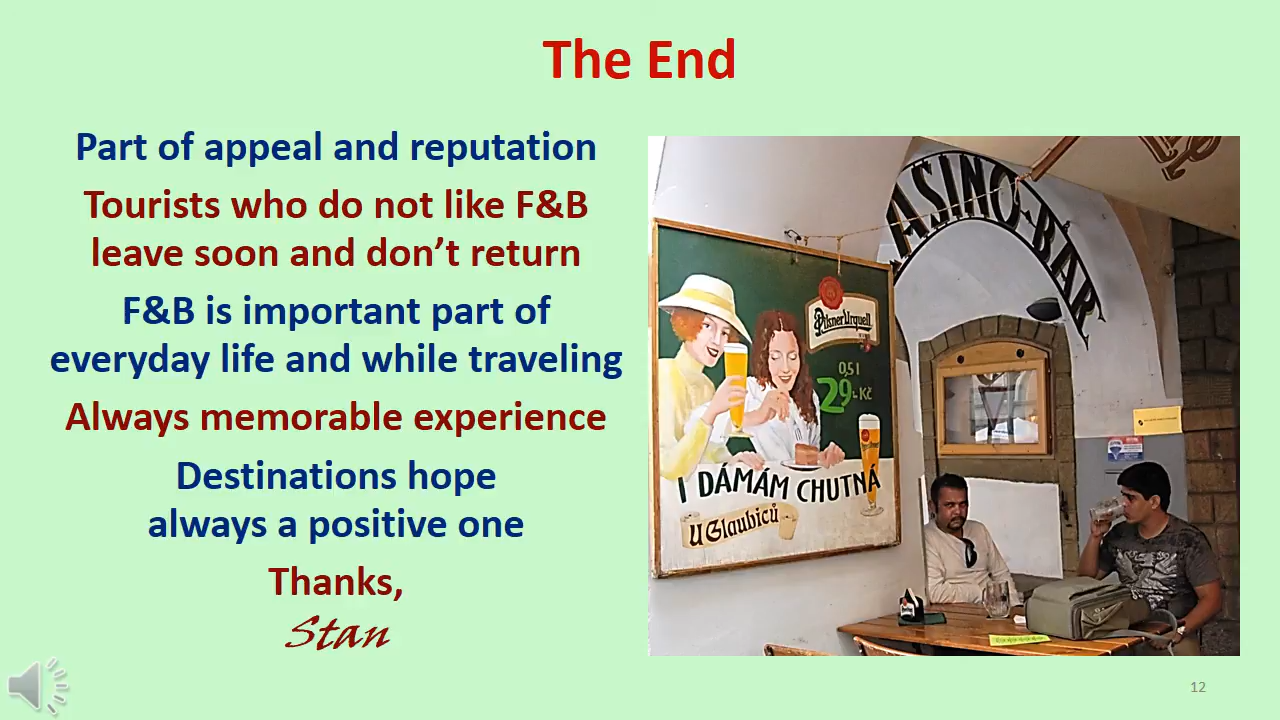 The End
Part of appeal and reputation
Tourists who do not like F&B
leave soon and don’t return
F&B is important part of
everyday life and while traveling
Always memorable experience
Destinations hope
always a positive one
Thanks,
Stan
ASINO-BAR
Pilsner Urquell
0,5 l
29,- Kč
I DÁMÁM CHUTNÁ
U Glaubiců
12